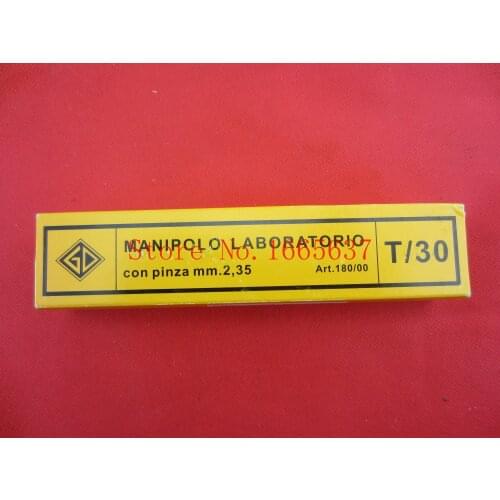 MANIPOLO LABORATORIO
Store No. 1665637
con pinza mm.2,35
Art.180/00
T/30